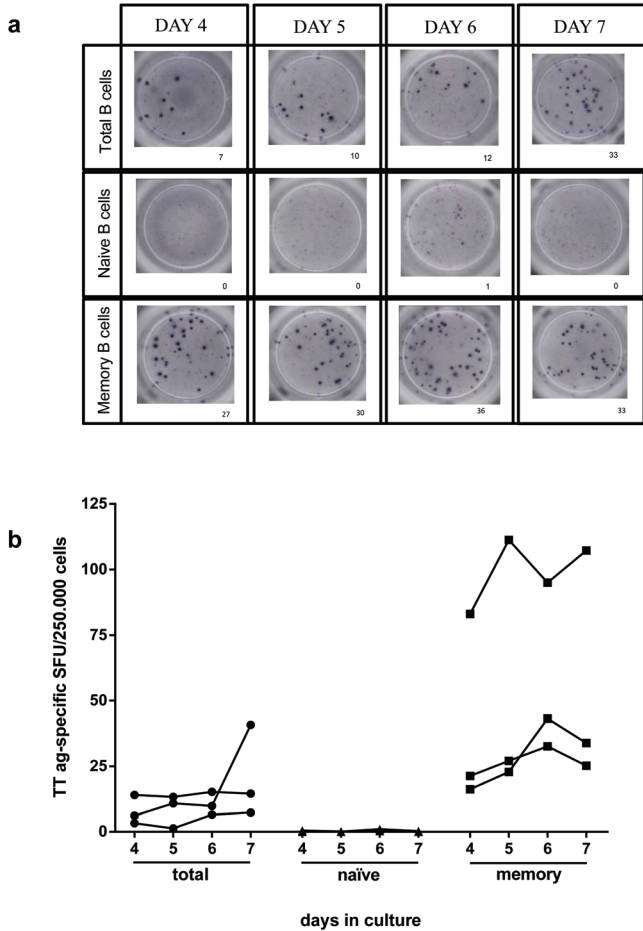 a
DAY 4 DAY 5 DAY 6 DAY 7
Total B cells
7 10 12 33
Naive B cells
0 0 1 0
Memory B cells
27 30 36 33
b
TT ag-specific SFU/250.000 cells
125
100
75
50
25
0
4 5 6 7 4 5 6 7 4 5 6 7
total naïve memory
days in culture